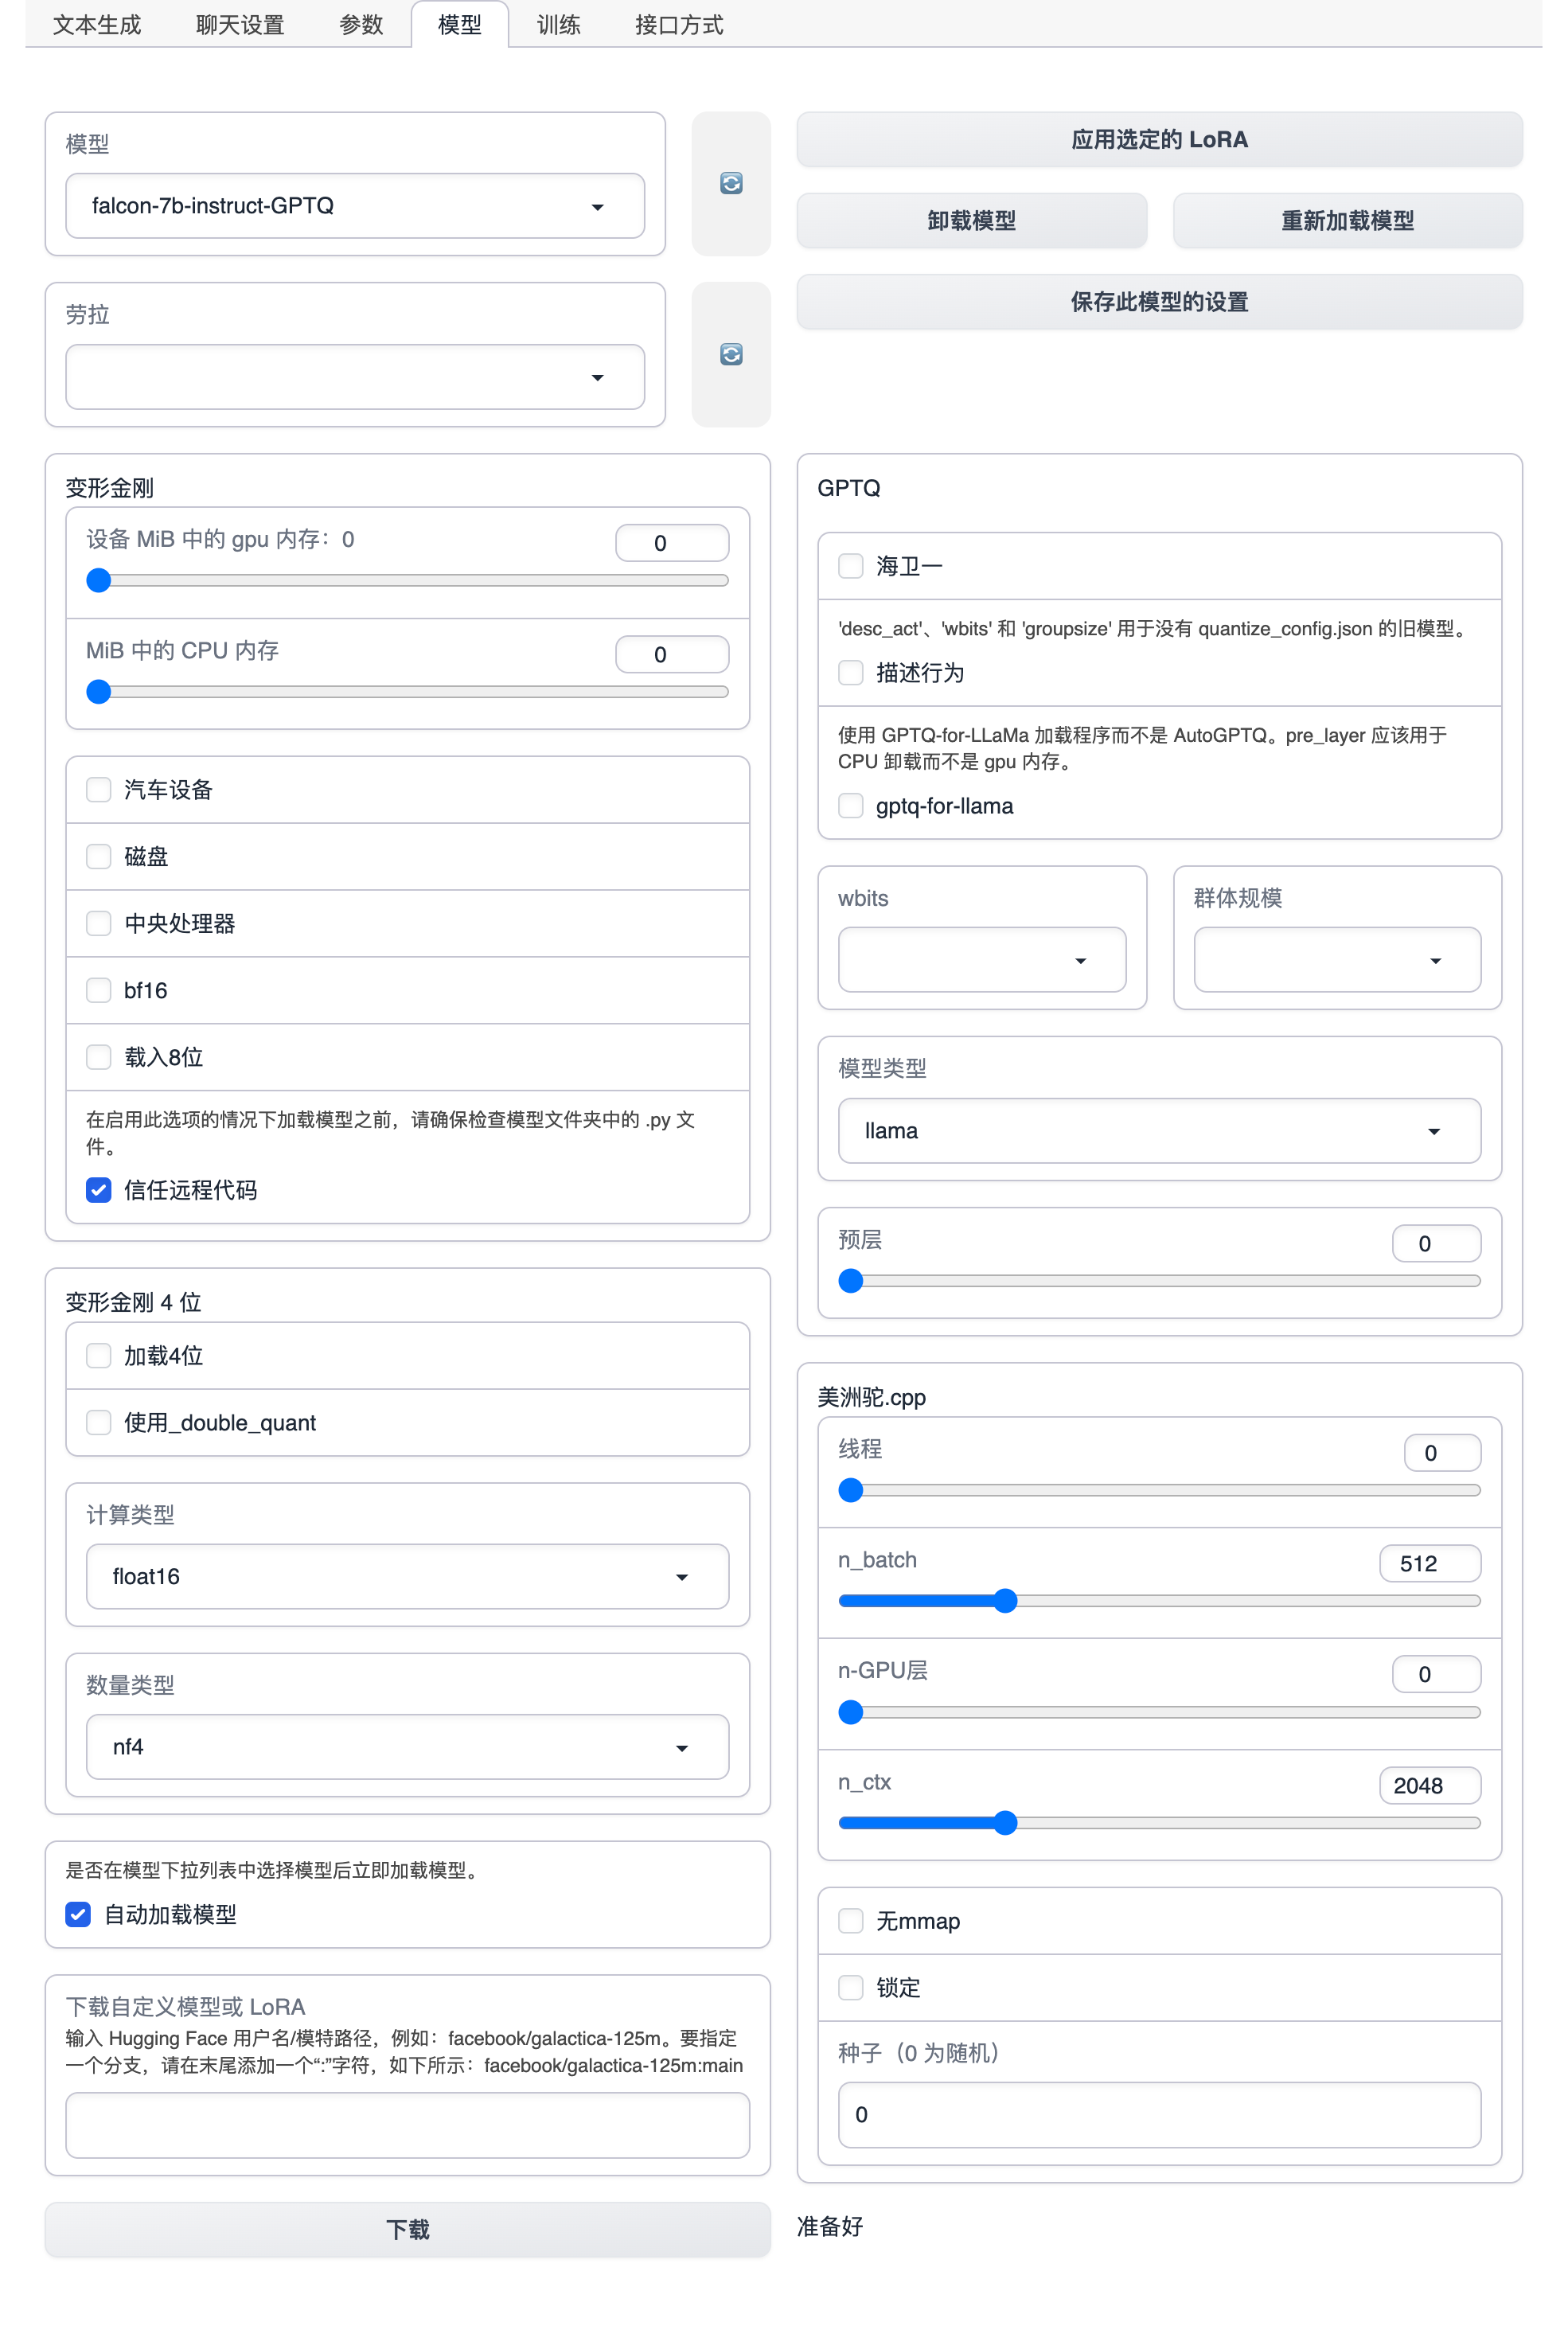 文本生成 聊天设置 参数 模型 训练 接口方式
模型
falcon-7b-instruct-GPTQ
劳拉
应用选定的 LoRA
卸载模型 重新加载模型
保存此模型的设置
变形金刚
设备 MiB 中的 gpu 内存：0
0
MiB 中的 CPU 内存
0
汽车设备
磁盘
中央处理器
bf16
载入8位
在启用此选项的情况下加载模型之前，请确保检查模型文件夹中的 .py 文
件。
信任远程代码
变形金刚 4 位
加载4位
使用_double_quant
计算类型
float16
数量类型
nf4
是否在模型下拉列表中选择模型后立即加载模型。
自动加载模型
下载自定义模型或 LoRA
输入 Hugging Face 用户名/模特路径，例如：facebook/galactica-125m。要指定
一个分支，请在末尾添加一个“:”字符，如下所示：facebook/galactica-125m:main
下载
GPTQ
海卫一
'desc_act'、'wbits' 和 'groupsize' 用于没有 quantize_config.json 的旧模型。
描述行为
使用 GPTQ-for-LLaMa 加载程序而不是 AutoGPTQ。pre_layer 应该用于
CPU 卸载而不是 gpu 内存。
gptq-for-llama
wbits
群体规模
模型类型
llama
预层
0
美洲驼.cpp
线程
0
n_batch
512
n-GPU层
0
n_ctx
2048
无mmap
锁定
种子（0 为随机）
0
准备好